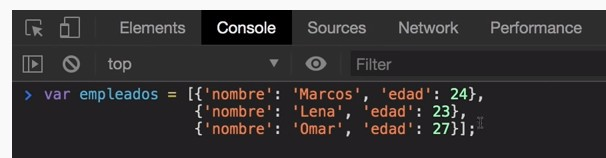 Elements Console Sources Network Performance
top Filter
> var empleados = [{'nombre': 'Marcos', 'edad': 24},
{'nombre': 'Lena', 'edad': 23},
{'nombre': 'Omar', 'edad': 27}];